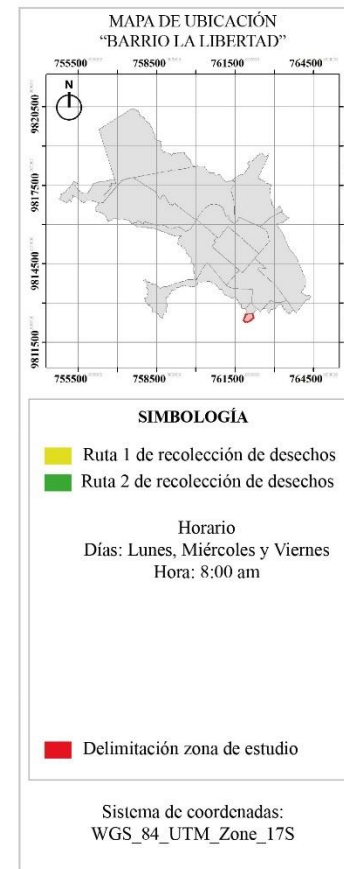 MAPA DE UBICACIÓN
“BARRIO LA LIBERTAD”
755500 758500 761500 764500
N
9820500
9817500
9814500
9811500
755500 758500 761500 764500
SIMBOLOGÍA
Ruta 1 de recolección de desechos
Ruta 2 de recolección de desechos
Horario
Días: Lunes, Miércoles y Viernes
Hora: 8:00 am
Delimitación zona de estudio
Sistema de coordenadas:
WGS_84_UTM_Zone_17S